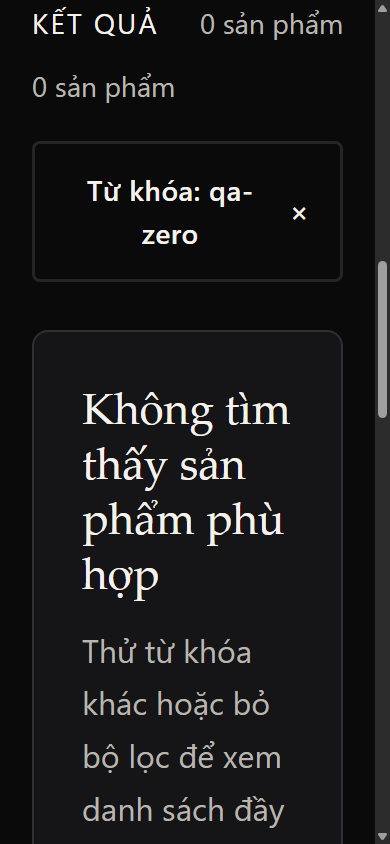 KẾT QUẢ 0 sản phẩm
0 sản phẩm
Từ khóa: qa-
zero ×
Không tìm
thấy sản
phẩm phù
hợp
Thử từ khóa
khác hoặc bỏ
bộ lọc để xem
danh sách đầy